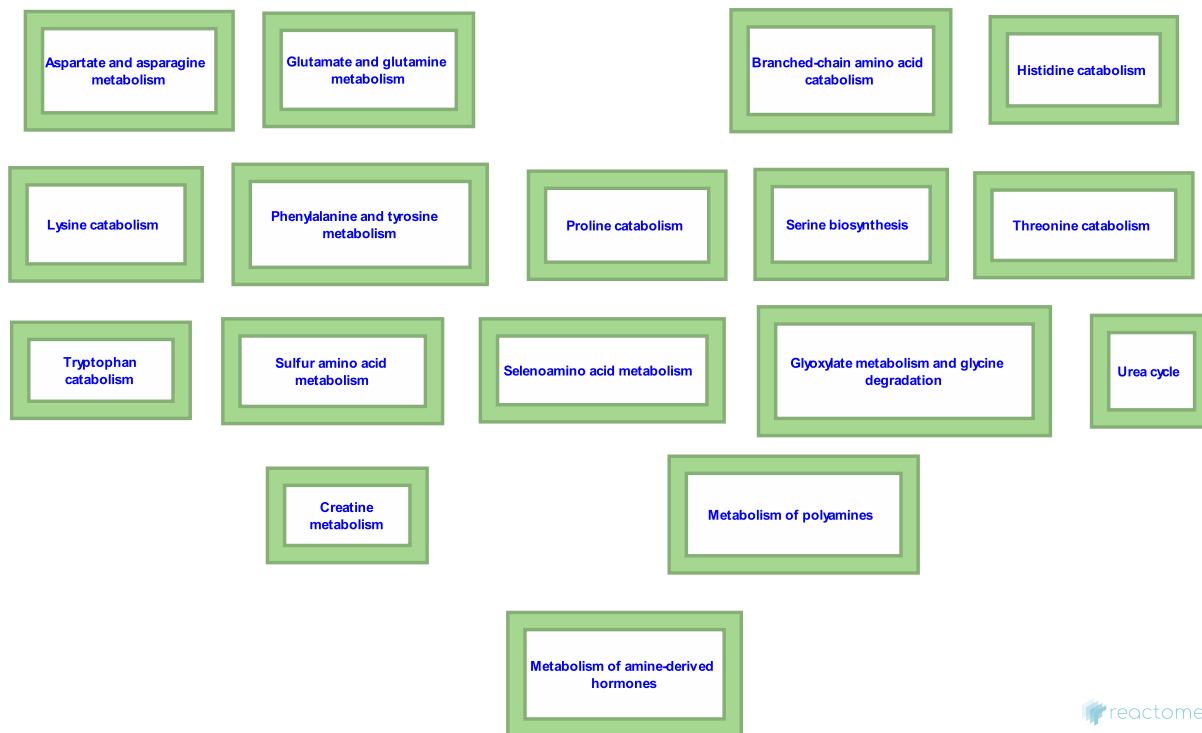 Aspartate and asparagine
metabolism
Glutamate and glutamine
metabolism
Branched-chain amino acid
catabolism
Histidine catabolism
Lysine catabolism
Phenylalanine and tyrosine
metabolism
Proline catabolism
Serine biosynthesis
Threonine catabolism
Tryptophan
catabolism
Sulfur amino acid
metabolism
Selenoamino acid metabolism
Glyoxylate metabolism and glycine
degradation
Urea cycle
Creatine
metabolism
Metabolism of polyamines
Metabolism of amine-derived
hormones
reactome